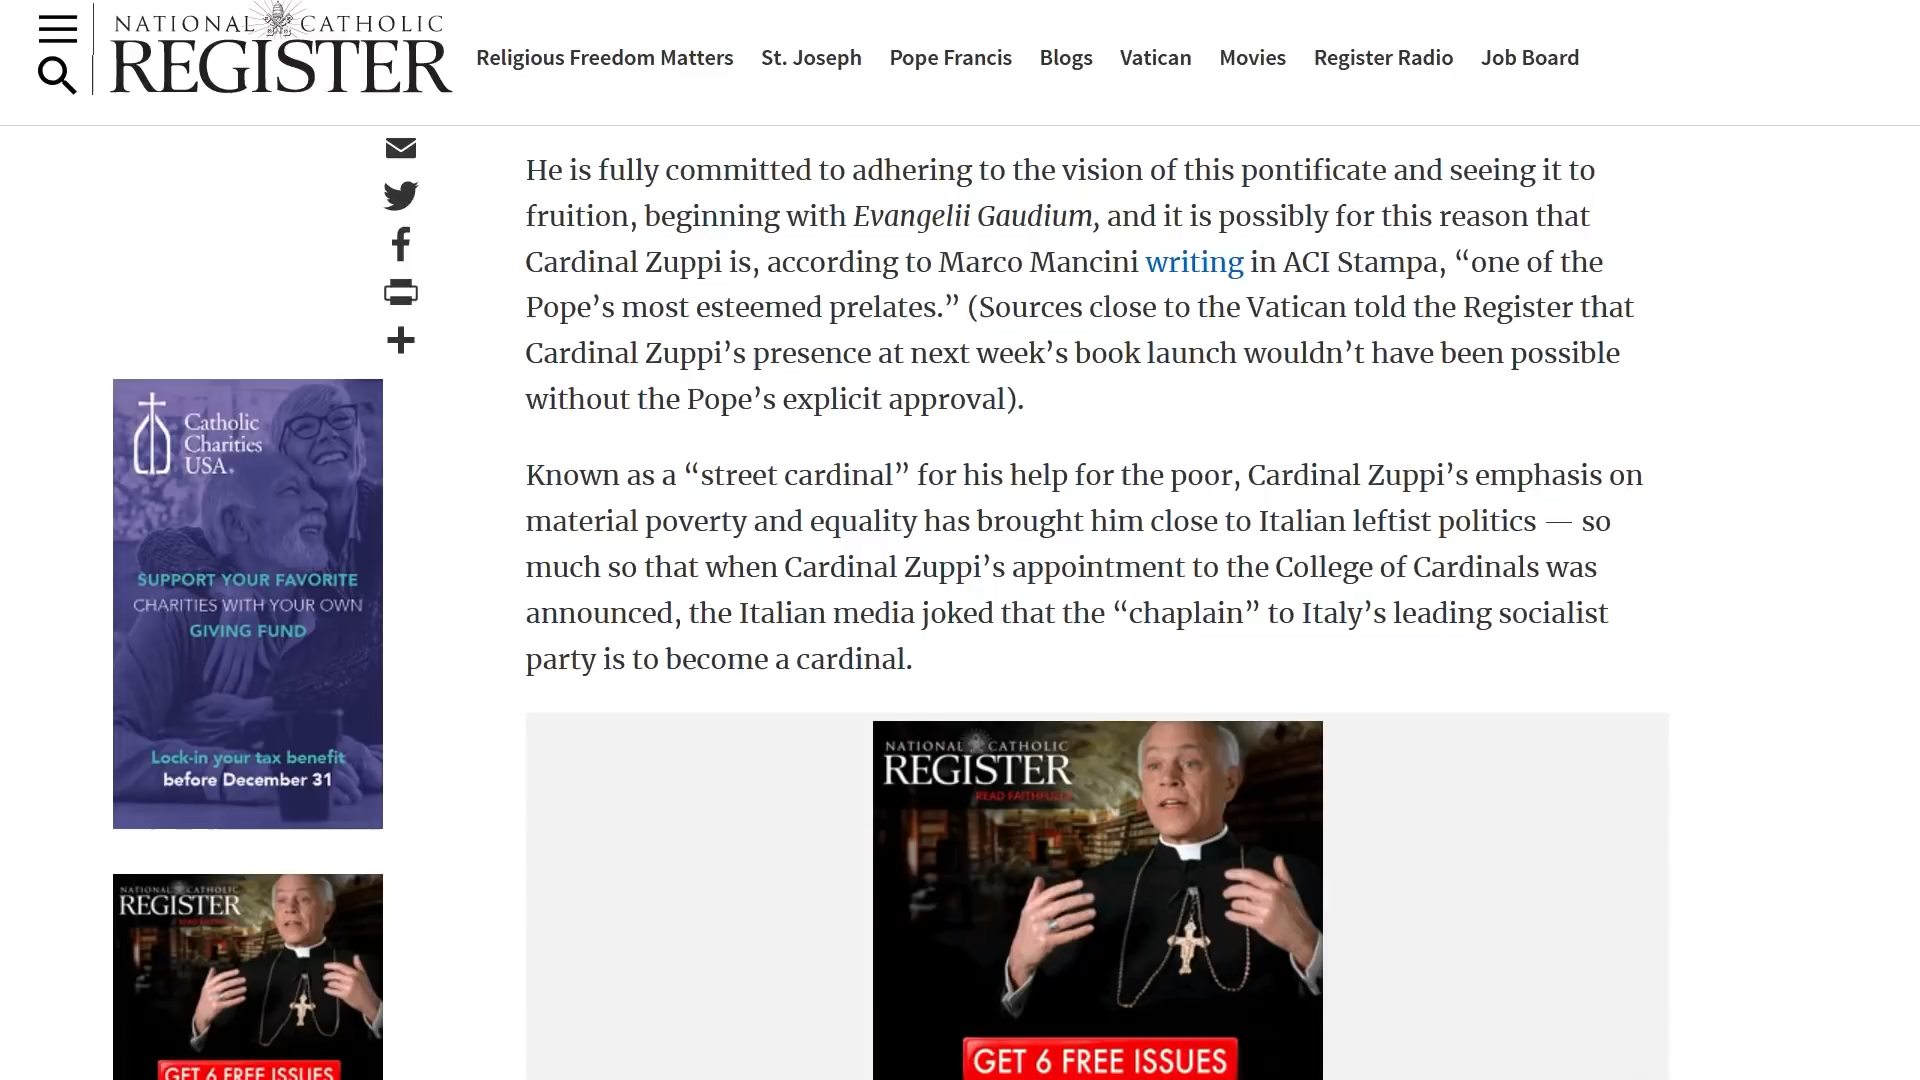 NATIONAL CATHOLIC
REGISTER
Religious Freedom Matters
St. Joseph
Pope Francis
Blogs
Vatican
Movies
Register Radio
Job Board
He is fully committed to adhering to the vision of this pontificate and seeing it to
fruition, beginning with Evangelii Gaudium, and it is possibly for this reason that
Cardinal Zuppi is, according to Marco Mancini writing in ACI Stampa, “one of the
Pope’s most esteemed prelates.” (Sources close to the Vatican told the Register that
Cardinal Zuppi’s presence at next week’s book launch wouldn’t have been possible
without the Pope’s explicit approval).
Known as a “street cardinal” for his help for the poor, Cardinal Zuppi’s emphasis on
material poverty and equality has brought him close to Italian leftist politics — so
much so that when Cardinal Zuppi’s appointment to the College of Cardinals was
announced, the Italian media joked that the “chaplain” to Italy’s leading socialist
party is to become a cardinal.
Catholic
Charities
USA®
SUPPORT YOUR FAVORITE
CHARITIES WITH YOUR OWN
GIVING FUND
Lock-in your tax benefit
before December 31
NATIONAL CATHOLIC
REGISTER
GET 6 FREE ISSUES
NATIONAL CATHOLIC
REGISTER
READ FAITHFULLY
GET 6 FREE ISSUES